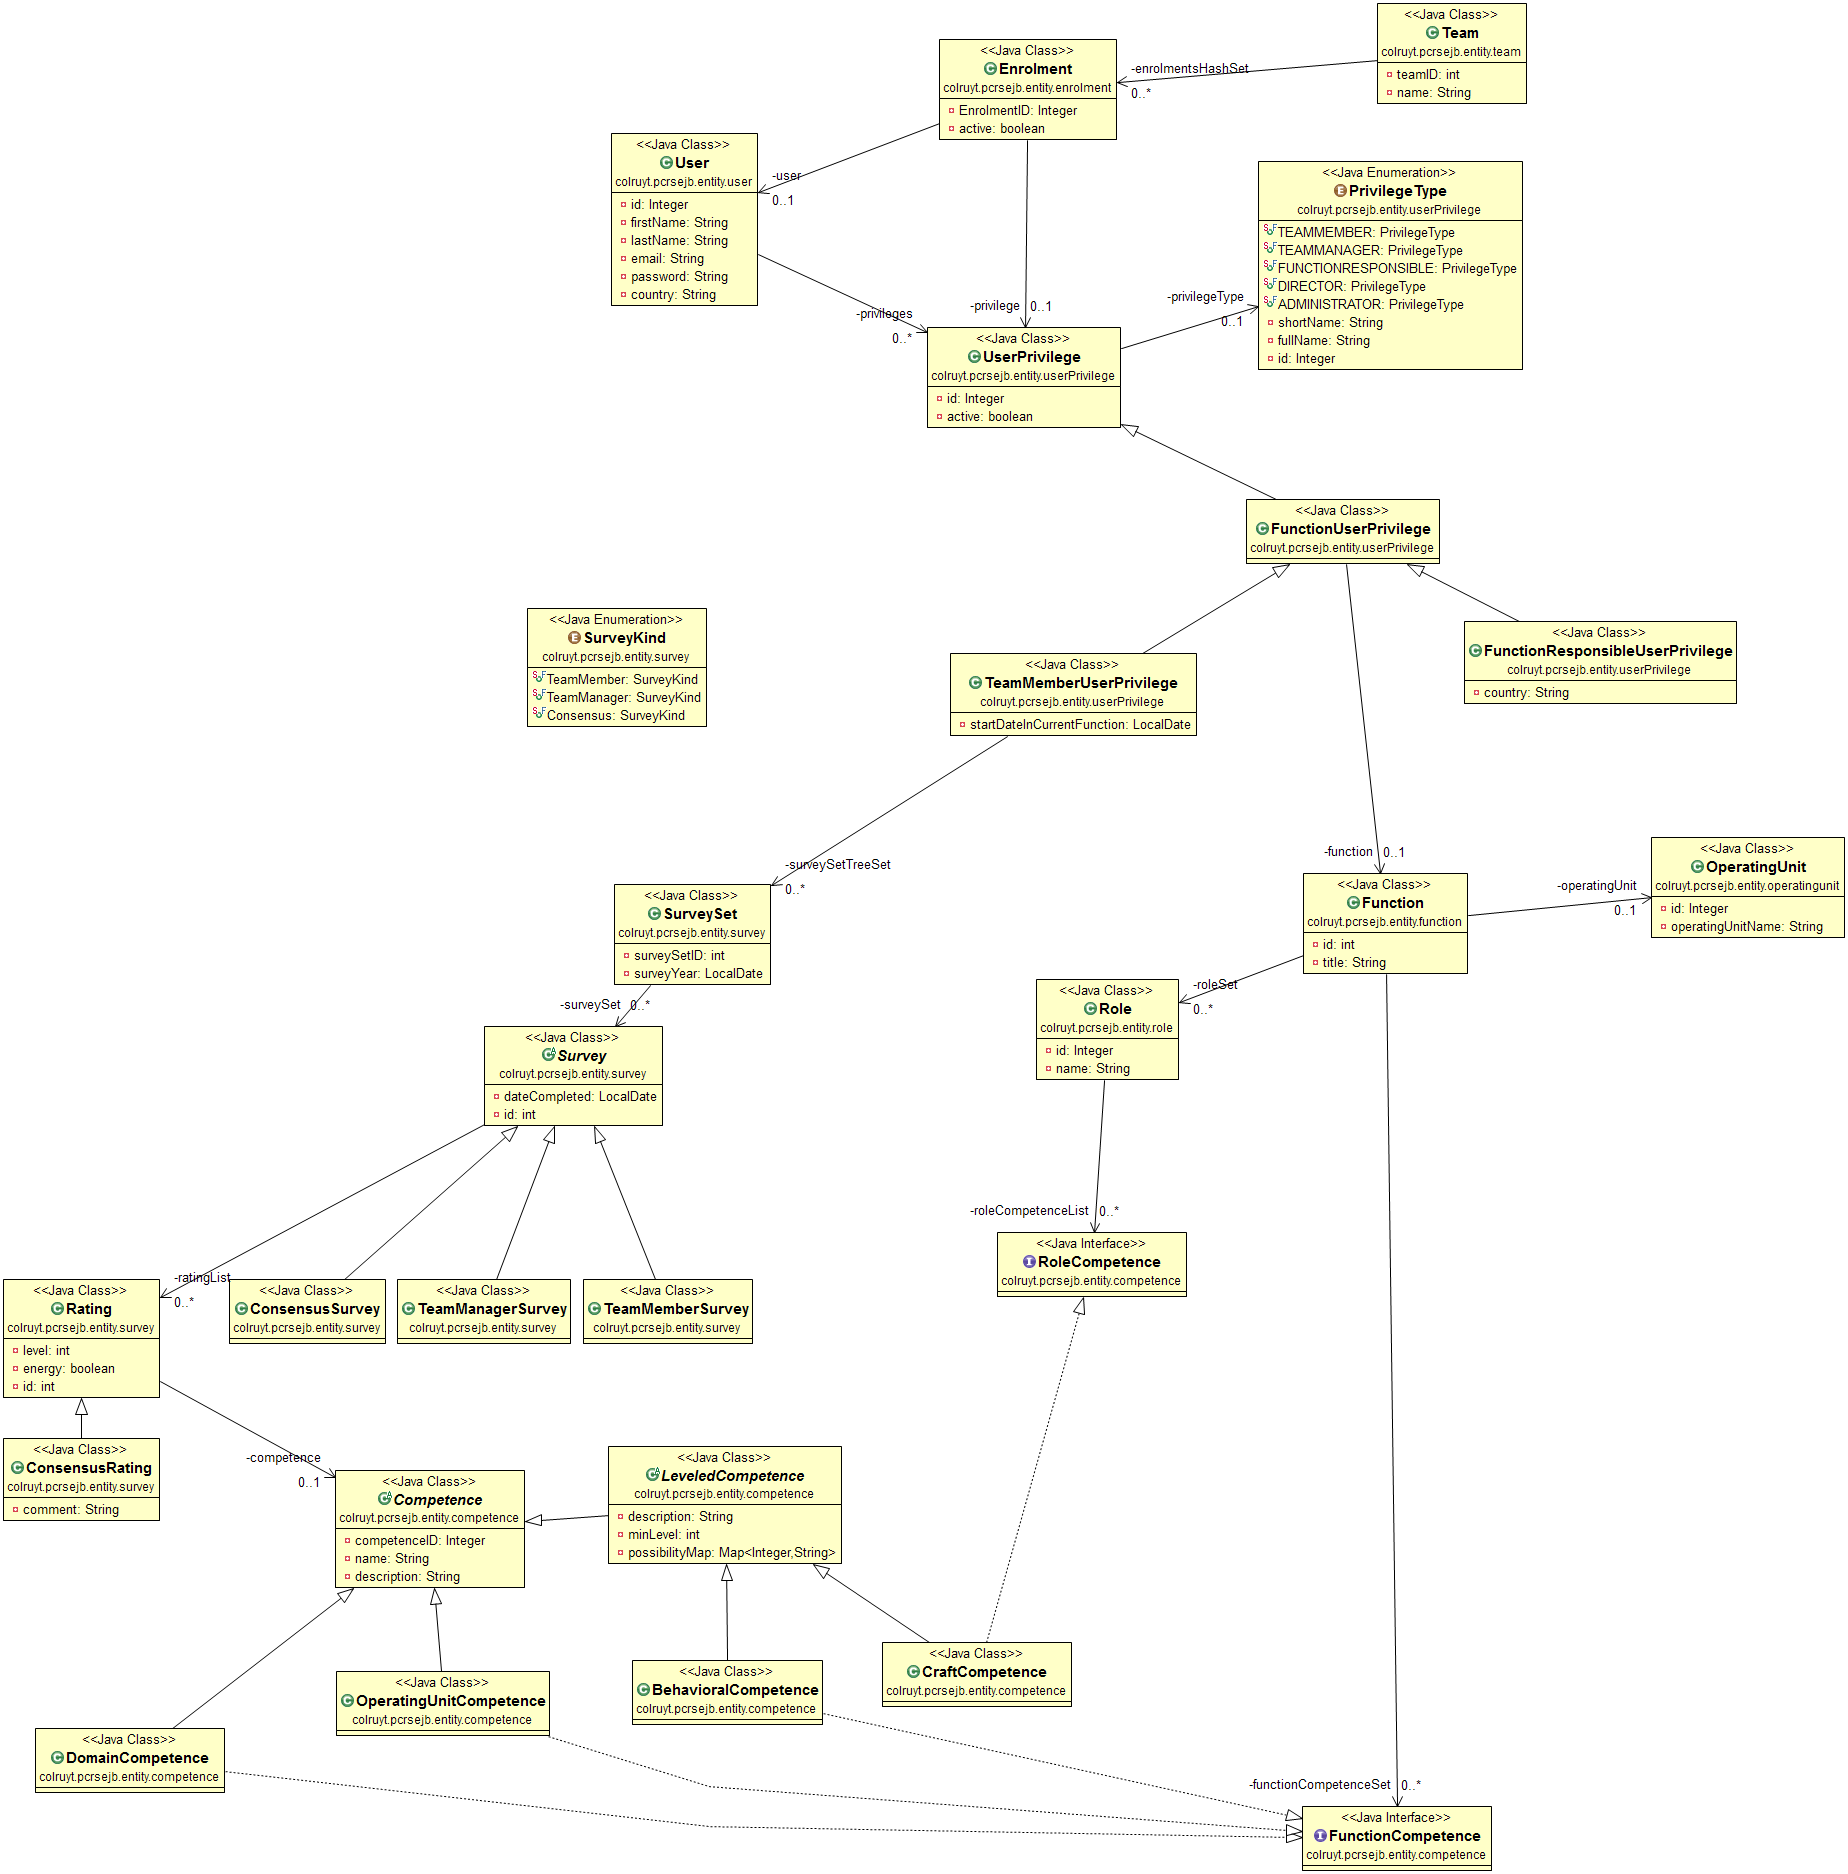 <<Java Class>>
Team
colruyt.pcrsejb.entity.team
teamID: int
name: String
<<Java Class>>
Enrolment
colruyt.pcrsejb.entity.enrolment
EnrolmentID: Integer
active: boolean
-enrolmentsHashSet
0..*
<<Java Class>>
User
colruyt.pcrsejb.entity.user
id: Integer
firstName: String
lastName: String
email: String
password: String
country: String
-user
0..1
<<Java Enumeration>>
PrivilegeType
colruyt.pcrsejb.entity.userPrivilege
TEAMMEMBER: PrivilegeType
TEAMMANAGER: PrivilegeType
FUNCTIONRESPONSIBLE: PrivilegeType
DIRECTOR: PrivilegeType
ADMINISTRATOR: PrivilegeType
shortName: String
fullName: String
id: Integer
-privileges
0..*
-privilege
0..1
-privilegeType
0..1
<<Java Class>>
UserPrivilege
colruyt.pcrsejb.entity.userPrivilege
id: Integer
active: boolean
<<Java Class>>
FunctionUserPrivilege
colruyt.pcrsejb.entity.userPrivilege
<<Java Enumeration>>
SurveyKind
colruyt.pcrsejb.entity.survey
TeamMember: SurveyKind
TeamManager: SurveyKind
Consensus: SurveyKind
<<Java Class>>
TeamMemberUserPrivilege
colruyt.pcrsejb.entity.userPrivilege
startDateInCurrentFunction: LocalDate
<<Java Class>>
FunctionResponsibleUserPrivilege
colruyt.pcrsejb.entity.userPrivilege
country: String
-surveySetTreeSet
0..*
-function
0..1
<<Java Class>>
SurveySet
colruyt.pcrsejb.entity.survey
surveySetID: int
surveyYear: LocalDate
<<Java Class>>
Function
colruyt.pcrsejb.entity.function
id: int
title: String
-operatingUnit
0..1
<<Java Class>>
OperatingUnit
colruyt.pcrsejb.entity.operatingunit
id: Integer
operatingUnitName: String
-surveySet
0..*
-roleSet
0..*
<<Java Class>>
Survey
colruyt.pcrsejb.entity.survey
dateCompleted: LocalDate
id: int
<<Java Class>>
Role
colruyt.pcrsejb.entity.role
id: Integer
name: String
-roleCompetenceList
0..*
<<Java Interface>>
RoleCompetence
colruyt.pcrsejb.entity.competence
-ratingList
0..*
<<Java Class>>
Rating
colruyt.pcrsejb.entity.survey
level: int
energy: boolean
id: int
<<Java Class>>
ConsensusSurvey
colruyt.pcrsejb.entity.survey
<<Java Class>>
TeamManagerSurvey
colruyt.pcrsejb.entity.survey
<<Java Class>>
TeamMemberSurvey
colruyt.pcrsejb.entity.survey
<<Java Class>>
ConsensusRating
colruyt.pcrsejb.entity.survey
comment: String
-competence
0..1
<<Java Class>>
Competence
colruyt.pcrsejb.entity.competence
competenceID: Integer
name: String
description: String
<<Java Class>>
LeveledCompetence
colruyt.pcrsejb.entity.competence
description: String
minLevel: int
possibilityMap: Map<Integer,String>
<<Java Class>>
CraftCompetence
colruyt.pcrsejb.entity.competence
<<Java Class>>
BehavioralCompetence
colruyt.pcrsejb.entity.competence
<<Java Class>>
OperatingUnitCompetence
colruyt.pcrsejb.entity.competence
<<Java Class>>
DomainCompetence
colruyt.pcrsejb.entity.competence
-functionCompetenceSet
0..*
<<Java Interface>>
FunctionCompetence
colruyt.pcrsejb.entity.competence